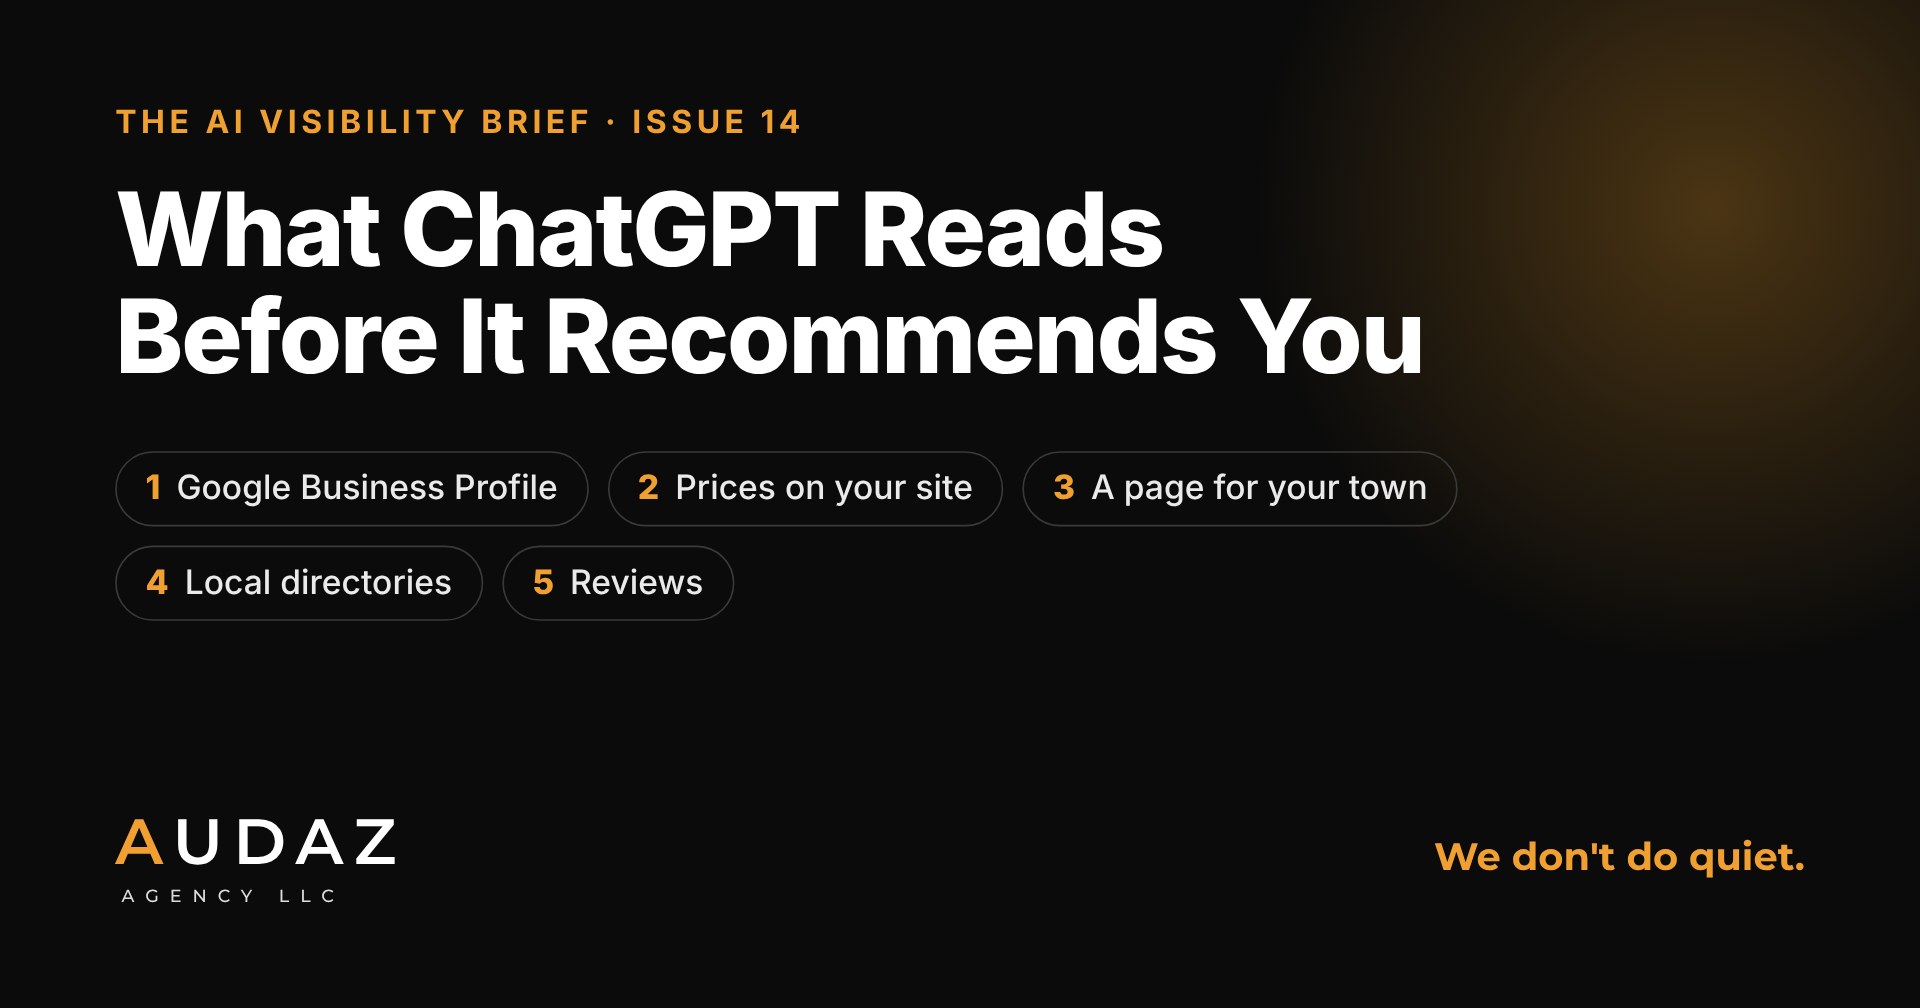 THE AI VISIBILITY BRIEF · ISSUE 14
What ChatGPT Reads
Before It Recommends You
1 Google Business Profile
2 Prices on your site
3 A page for your town
4 Local directories
5 Reviews
AUDAZ
AGENCY LLC
We don't do quiet.